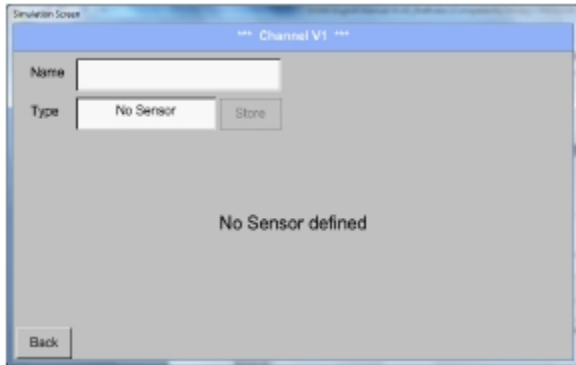 Simulation Screen
*** Channel V1 ***
Name
Type No Sensor Store
No Sensor defined
Back